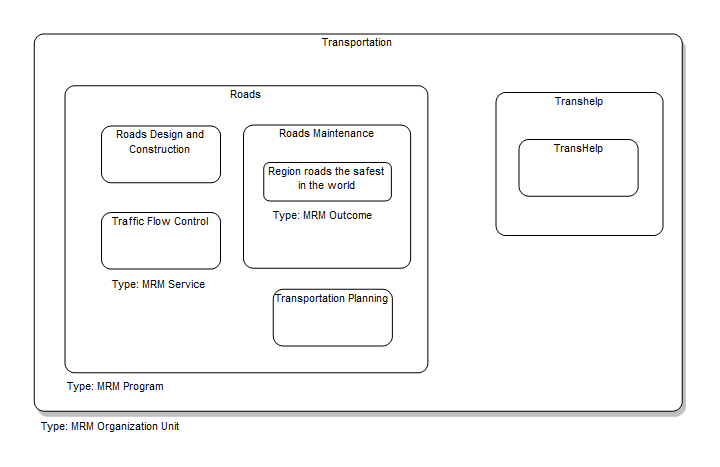 Transportation
Roads
Transhelp
Roads Design and
Construction
Roads Maintenance
TransHelp
Region roads the safest
in the world
Type: MRM Outcome
Traffic Flow Control
Type: MRM Service
Transportation Planning
Type: MRM Program
Type: MRM Organization Unit